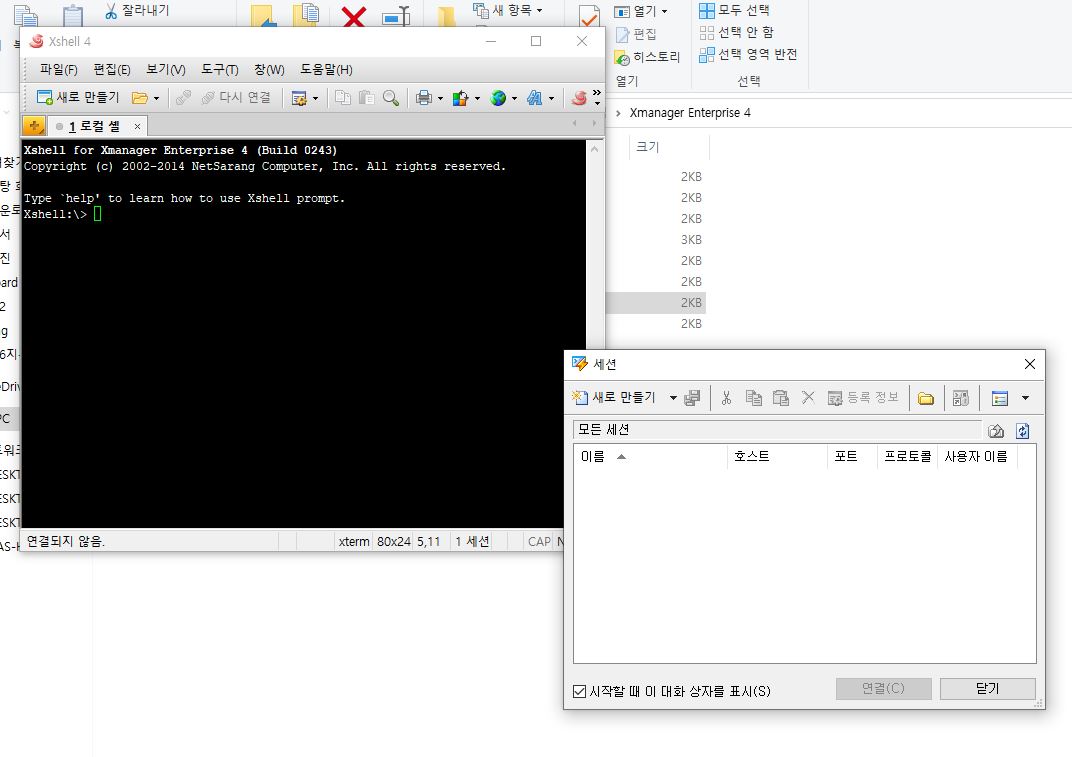 잘라내기
새 항목
열기
모두 선택
편집
선택 안 함
히스토리
선택 영역 반전
열기
선택
Xshell 4
파일(F) 편집(E) 보기(V) 도구(T) 창(W) 도움말(H)
새로 만들기 다시 연결
1 로컬 셸
Xshell for Xmanager Enterprise 4 (Build 0243)
Copyright (c) 2002-2014 NetSarang Computer, Inc. All rights reserved.
Type `help' to learn how to use Xshell prompt.
Xshell:\>
연결되지 않음. xterm 80x24 5,11 1 세션 CAP
Xmanager Enterprise 4
크기
2KB
2KB
2KB
3KB
2KB
2KB
2KB
2KB
세션
새로 만들기 등록 정보
모든 세션
이름 호스트 포트 프로토콜 사용자 이름
시작할 때 이 대화 상자를 표시(S) 연결(C) 닫기